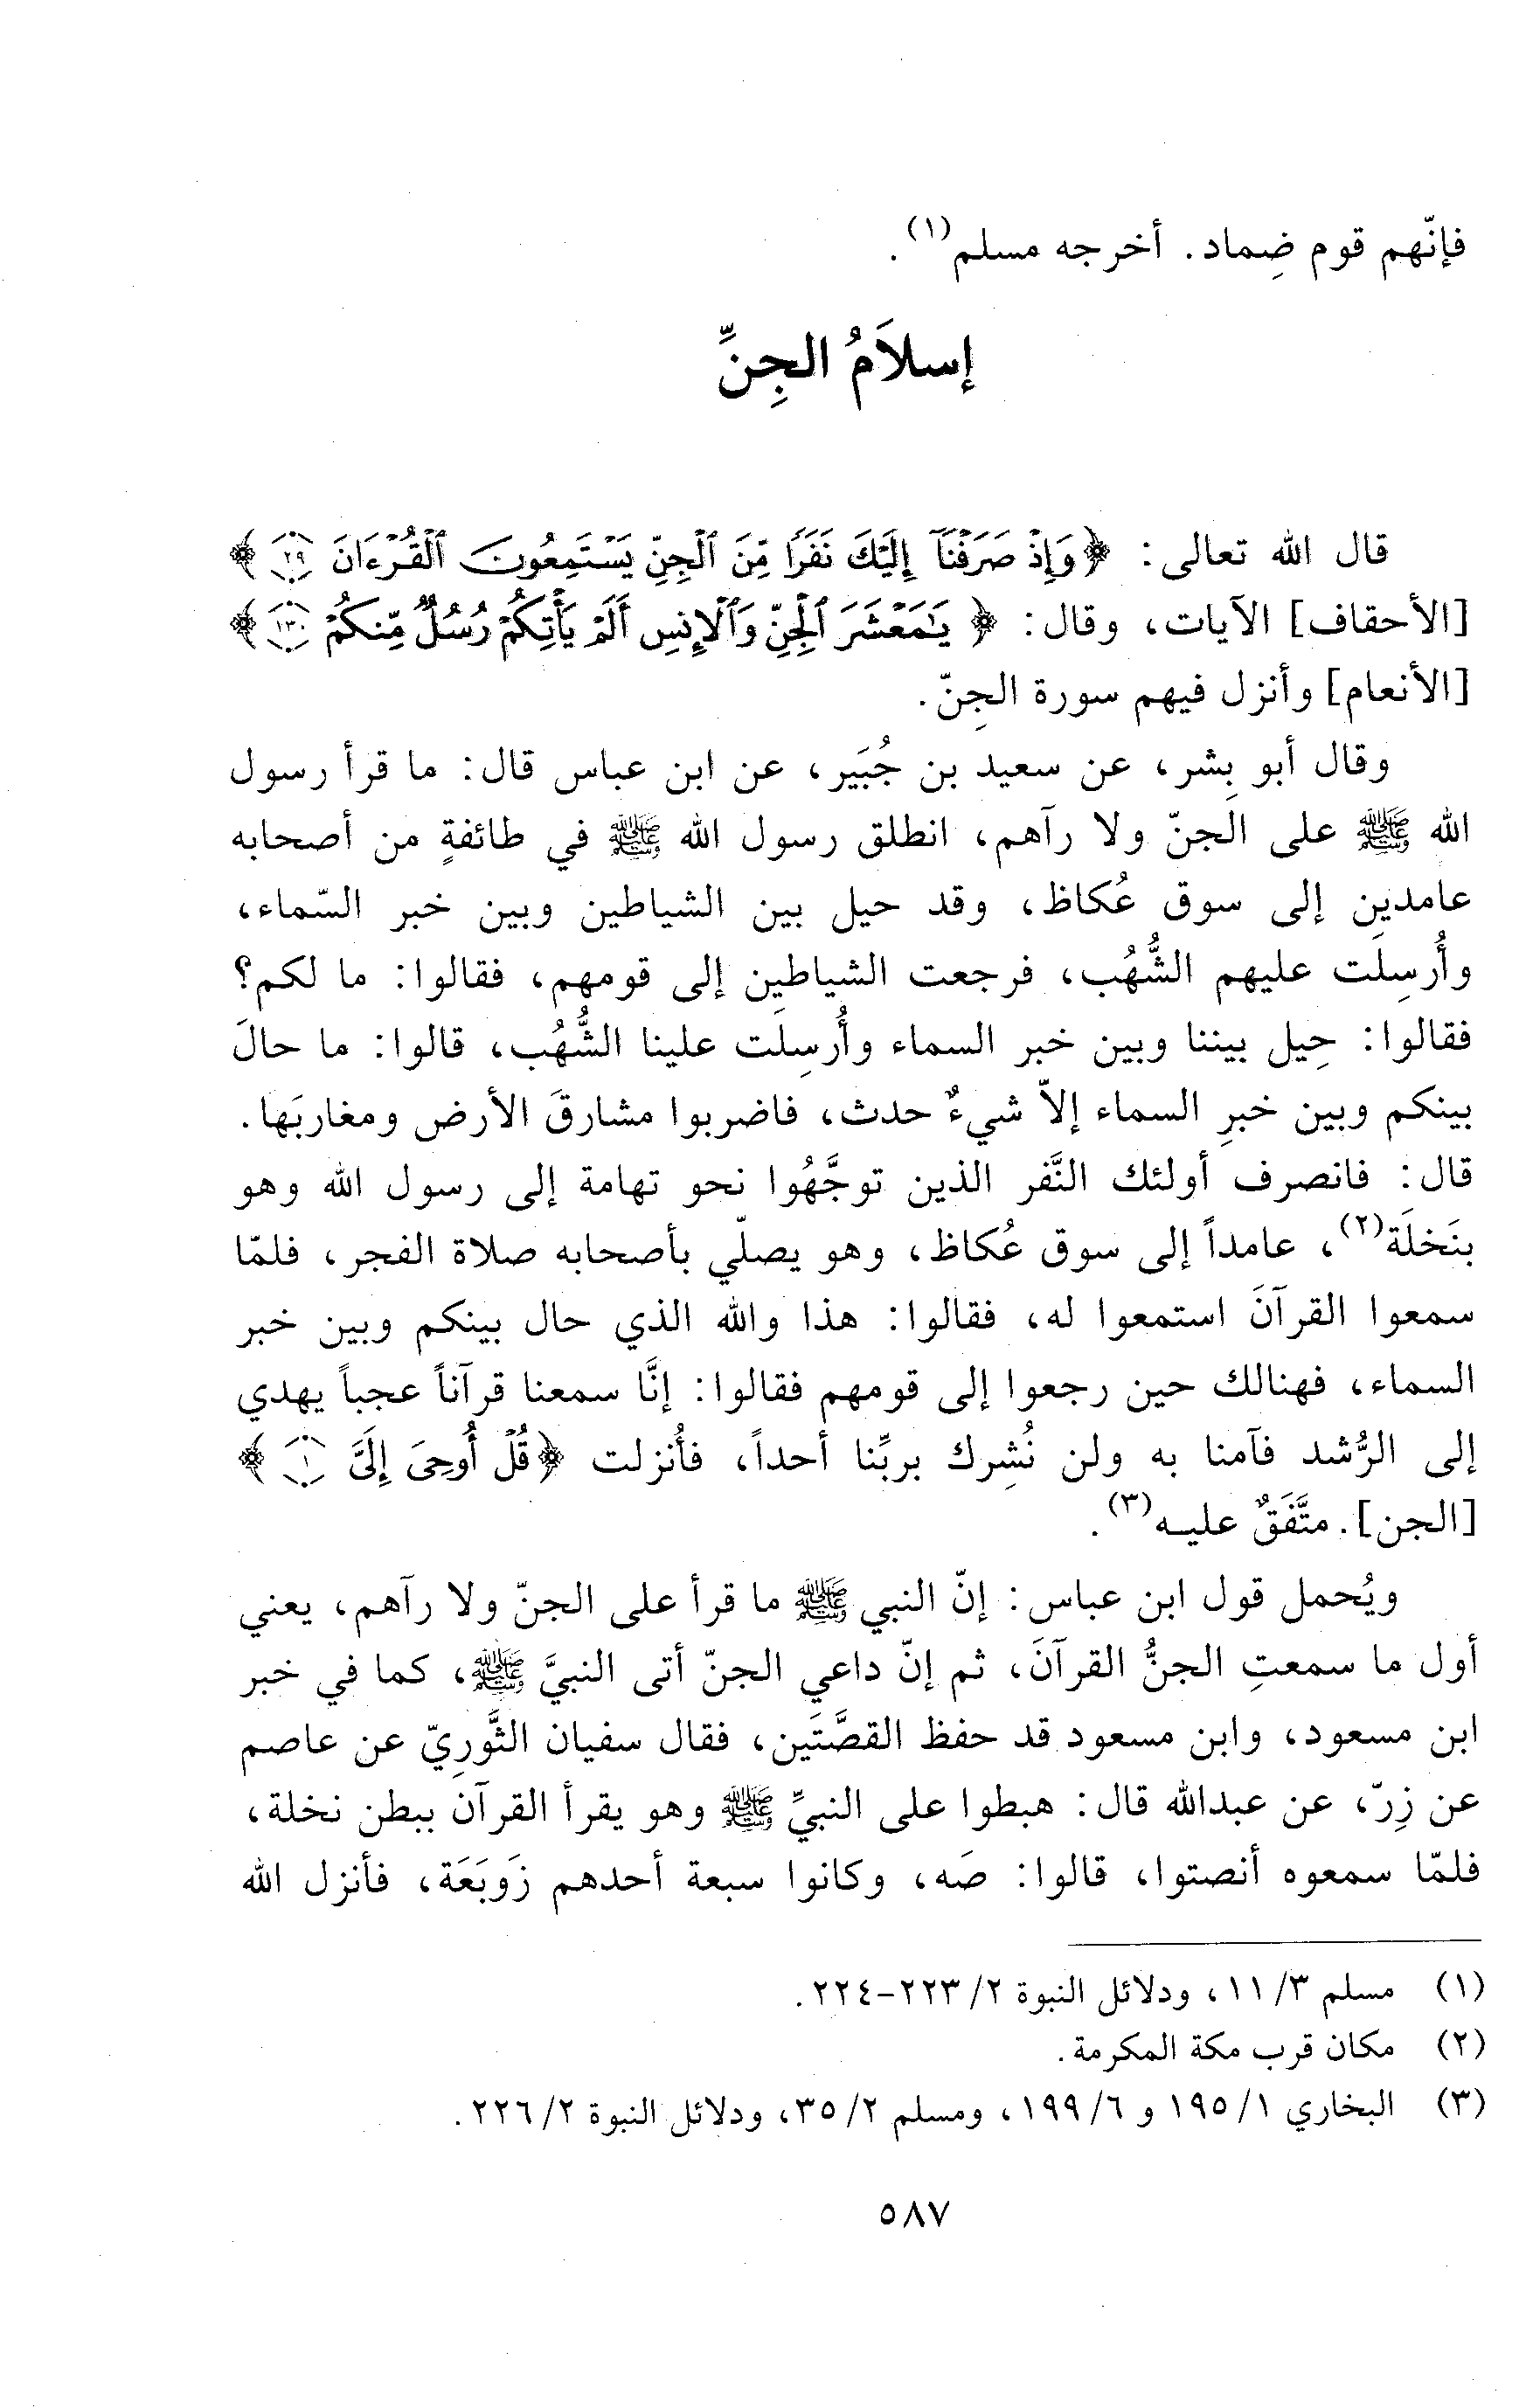 فإنّهم قوم ضِماد. أخرجه مسلم(١).
إسلاَمُ الجِنِّ
قال الله تعالى: ﴿وَإِذْ صَرَفْنَآ إِلَيْكَ نَفَرًا مِّنَ ٱلْجِنِّ يَسْتَمِعُونَ ٱلْقُرْءَانَ ٢٩﴾
[الأحقاف] الآيات، وقال: ﴿يَـٰمَعْشَرَ ٱلْجِنِّ وَٱلْإِنسِ أَلَمْ يَأْتِكُمْ رُسُلٌ مِّنكُمْ ١٣٠﴾
[الأنعام] وأنزل فيهم سورة الجِنّ.
وقال أبو بِشر، عن سعيد بن جُبَير، عن ابن عباس قال: ما قرأ رسول
الله ﷺ على الجنّ ولا رآهم، انطلق رسول الله ﷺ في طائفةٍ من أصحابه
عامدين إلى سوق عُكاظ، وقد حيل بين الشياطين وبين خبر السّماء،
وأُرسِلَت عليهم الشُّهُب، فرجعت الشياطين إلى قومهم، فقالوا: ما لكم؟
فقالوا: حِيل بيننا وبين خبر السماء وأُرسِلَت علينا الشُّهُب، قالوا: ما حالَ
بينكم وبين خبرِ السماء إلاّ شيءٌ حدث، فاضربوا مشارقَ الأرض ومغاربَها.
قال: فانصرف أولئك النَّفر الذين توجَّهُوا نحو تهامة إلى رسول الله وهو
بنَخلَة(٢)، عامداً إلى سوق عُكاظ، وهو يصلّي بأصحابه صلاة الفجر، فلمّا
سمعوا القرآنَ استمعوا له، فقالوا: هذا والله الذي حال بينكم وبين خبر
السماء، فهنالك حين رجعوا إلى قومهم فقالوا: إنَّا سمعنا قرآناً عجباً يهدي
إلى الرُّشد فآمنا به ولن نُشِرك بربِّنا أحداً، فأُنزلت ﴿قُلْ أُوحِىَ إِلَىَّ ١﴾
[الجن]. متَّفَقٌ عليه(٣).
ويُحمل قول ابن عباس: إنّ النبي ﷺ ما قرأ على الجنّ ولا رآهم، يعني
أول ما سمعتِ الجنُّ القرآنَ، ثم إنّ داعي الجنّ أتى النبيَّ ﷺ، كما في خبر
ابن مسعود، وابن مسعود قد حفظ القصَّتَين، فقال سفيان الثَّورِيّ عن عاصم
عن زِرّ، عن عبدالله قال: هبطوا على النبيِّ ﷺ وهو يقرأ القرآن ببطن نخلة،
فلمّا سمعوه أنصتوا، قالوا: صَه، وكانوا سبعة أحدهم زَوبَعَة، فأنزل الله
(١) مسلم ٣/ ١١، ودلائل النبوة ٢/ ٢٢٣-٢٢٤.
(٢) مكان قرب مكة المكرمة.
(٣) البخاري ١/ ١٩٥ و ٦/ ١٩٩، ومسلم ٢/ ٣٥، ودلائل النبوة ٢/ ٢٢٦.
٥٨٧